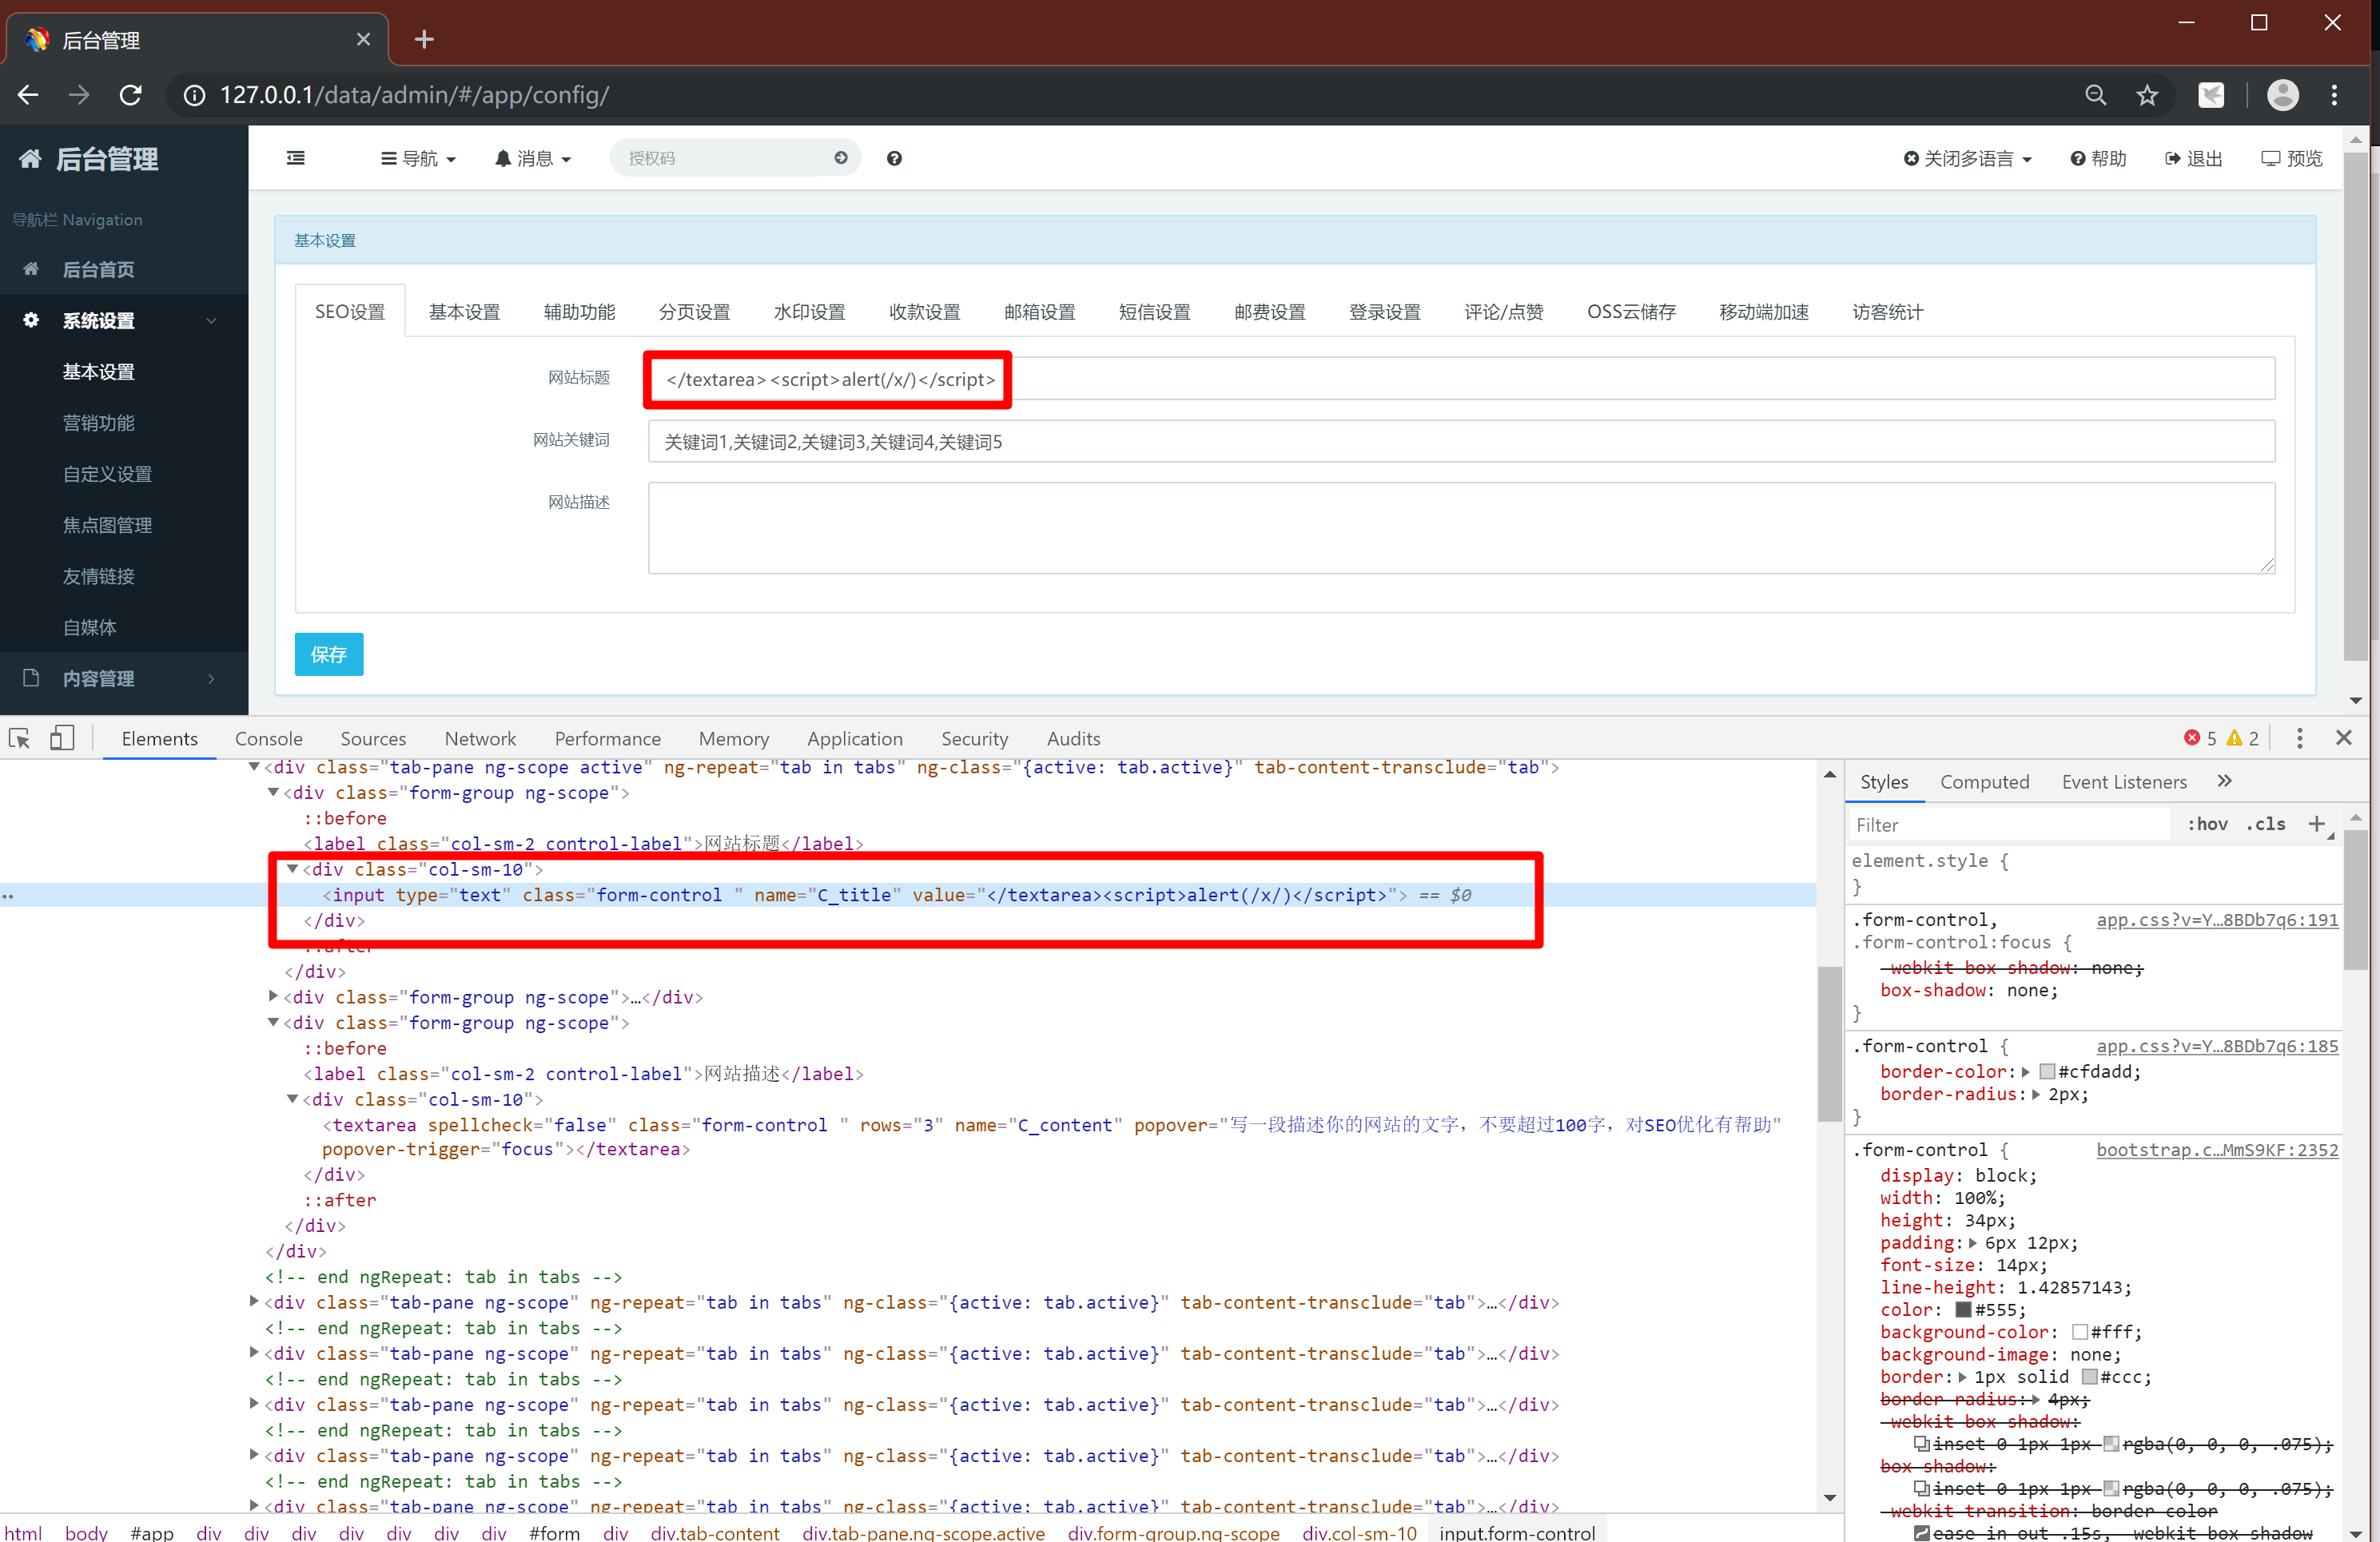 后台管理
127.0.0.1/data/admin/#/app/config/
后台管理
导航 消息 授权码 关闭多语言 帮助 退出 预览
导航栏 Navigation
后台首页
系统设置
基本设置
营销功能
自定义设置
焦点图管理
友情链接
自媒体
内容管理
基本设置
SEO设置 基本设置 辅助功能 分页设置 水印设置 收款设置 邮箱设置 短信设置 邮费设置 登录设置 评论/点赞 OSS云储存 移动端加速 访客统计
网站标题 </textarea><script>alert(/x/)</script>
网站关键词 关键词1,关键词2,关键词3,关键词4,关键词5
网站描述
保存
Elements Console Sources Network Performance Memory Application Security Audits 5 2
<div class="tab-pane ng-scope active" ng-repeat="tab in tabs" ng-class="{active: tab.active}" tab-content-transclude="tab">
<div class="form-group ng-scope">
::before
<label class="col-sm-2 control-label">网站标题</label>
<div class="col-sm-10">
<input type="text" class="form-control " name="C_title" value="</textarea><script>alert(/x/)</script>"> == $0
</div>
::after
</div>
<div class="form-group ng-scope">…</div>
<div class="form-group ng-scope">
::before
<label class="col-sm-2 control-label">网站描述</label>
<div class="col-sm-10">
<textarea spellcheck="false" class="form-control " rows="3" name="C_content" popover="写一段描述你的网站的文字，不要超过100字，对SEO优化有帮助"
popover-trigger="focus"></textarea>
</div>
::after
</div>
</div>
<!-- end ngRepeat: tab in tabs -->
<div class="tab-pane ng-scope" ng-repeat="tab in tabs" ng-class="{active: tab.active}" tab-content-transclude="tab">…</div>
<!-- end ngRepeat: tab in tabs -->
<div class="tab-pane ng-scope" ng-repeat="tab in tabs" ng-class="{active: tab.active}" tab-content-transclude="tab">…</div>
<!-- end ngRepeat: tab in tabs -->
<div class="tab-pane ng-scope" ng-repeat="tab in tabs" ng-class="{active: tab.active}" tab-content-transclude="tab">…</div>
<!-- end ngRepeat: tab in tabs -->
<div class="tab-pane ng-scope" ng-repeat="tab in tabs" ng-class="{active: tab.active}" tab-content-transclude="tab">…</div>
<!-- end ngRepeat: tab in tabs -->
<div class="tab-pane ng-scope" ng-repeat="tab in tabs" ng-class="{active: tab.active}" tab-content-transclude="tab">…</div>
html body #app div div div div div div div #form div div.tab-content div.tab-pane.ng-scope.active div.form-group.ng-scope div.col-sm-10 input.form-control
Styles Computed Event Listeners »
Filter :hov .cls +
element.style {
}
.form-control, app.css?v=Y…8BDb7q6:191
.form-control:focus {
-webkit-box-shadow: none;
box-shadow: none;
}
.form-control { app.css?v=Y…8BDb7q6:185
border-color: #cfdadd;
border-radius: 2px;
}
.form-control { bootstrap.c…MmS9KF:2352
display: block;
width: 100%;
height: 34px;
padding: 6px 12px;
font-size: 14px;
line-height: 1.42857143;
color: #555;
background-color: #fff;
background-image: none;
border: 1px solid #ccc;
border-radius: 4px;
-webkit-box-shadow:
inset 0 1px 1px rgba(0, 0, 0, .075);
box-shadow:
inset 0 1px 1px rgba(0, 0, 0, .075);
-webkit-transition: border-color
ease-in-out .15s, -webkit-box-shadow